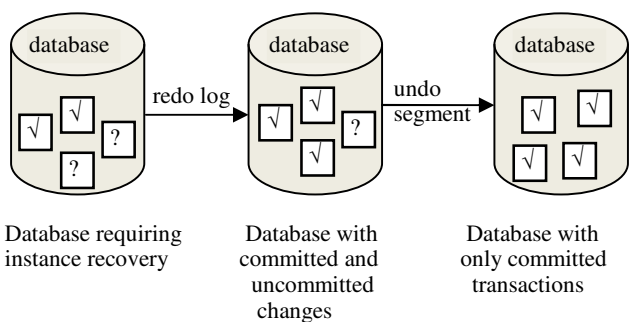 database
√
√
?
?
redo log
database
√
√
?
√
undo
segment
database
√
√
√
√
Database requiring
instance recovery
Database with
committed and
uncommitted
changes
Database with
only committed
transactions